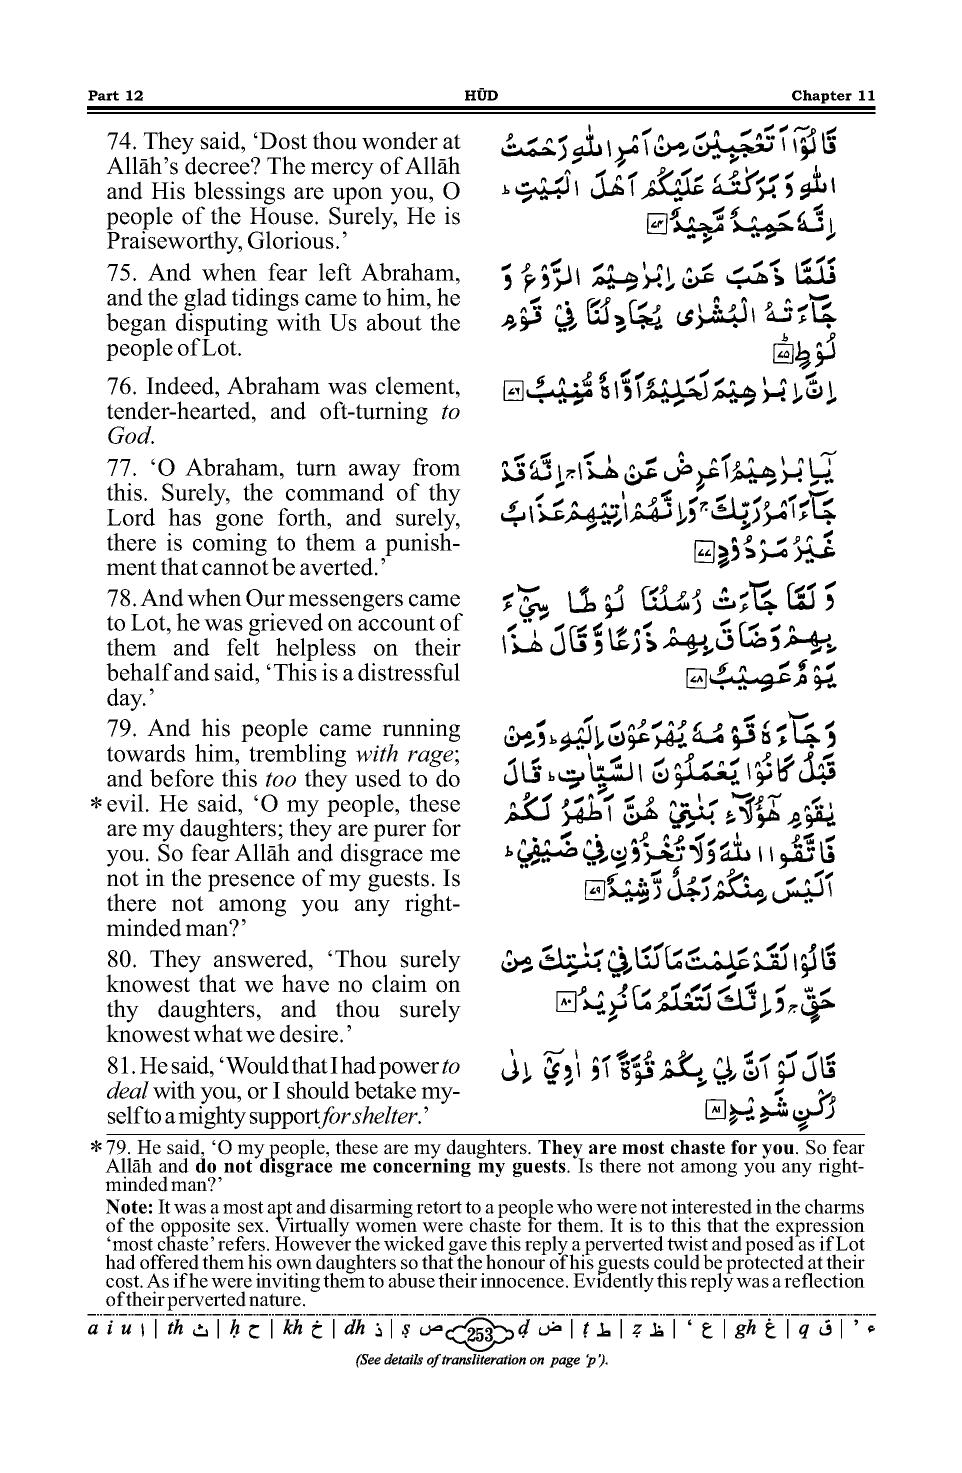 Part 12 HŪD Chapter 11
74. They said, ‘Dost thou wonder at
Allāh’s decree? The mercy of Allāh
and His blessings are upon you, O
people of the House. Surely, He is
Praiseworthy, Glorious.’
قَالُوْۤا اَتَعْجَبِيْنَ مِنْ اَمْرِ اللّٰهِ رَحْمَتُ
اللّٰهِ وَ بَرَكٰتُهٗ عَلَيْكُمْ اَهْلَ الْبَيْتِ ؕ
اِنَّهٗ حَمِيْدٌ مَّجِيْدٌ ﴿۷۴﴾
75. And when fear left Abraham,
and the glad tidings came to him, he
began disputing with Us about the
people of Lot.
فَلَمَّا ذَهَبَ عَنْ اِبْرٰهِيْمَ الرَّوْعُ وَ
جَآءَتْهُ الْبُشْرٰى يُجَادِلُنَا فِيْ قَوْمِ
لُوْطٍ ﴿ؕ۷۵﴾
76. Indeed, Abraham was clement,
tender-hearted, and oft-turning to
God.
اِنَّ اِبْرٰهِيْمَ لَحَلِيْمٌ اَوَّاهٌ مُّنِيْبٌ ﴿۷۶﴾
77. ‘O Abraham, turn away from
this. Surely, the command of thy
Lord has gone forth, and surely,
there is coming to them a punish-
ment that cannot be averted.’
يٰۤاِبْرٰهِيْمُ اَعْرِضْ عَنْ هٰذَا ۚ اِنَّهٗ قَدْ
جَآءَ اَمْرُ رَبِّكَ ۚ وَ اِنَّهُمْ اٰتِيْهِمْ عَذَابٌ
غَيْرُ مَرْدُوْدٍ ﴿۷۷﴾
78. And when Our messengers came
to Lot, he was grieved on account of
them and felt helpless on their
behalf and said, ‘This is a distressful
day.’
وَ لَمَّا جَآءَتْ رُسُلُنَا لُوْطًا سِيْٓءَ
بِهِمْ وَ ضَاقَ بِهِمْ ذَرْعًا وَّ قَالَ هٰذَا
يَوْمٌ عَصِيْبٌ ﴿۷۸﴾
79. And his people came running
towards him, trembling with rage;
and before this too they used to do
*evil. He said, ‘O my people, these
are my daughters; they are purer for
you. So fear Allāh and disgrace me
not in the presence of my guests. Is
there not among you any right-
minded man?’
وَ جَآءَهٗ قَوْمُهٗ يُهْرَعُوْنَ اِلَيْهِ ؕ وَ مِنْ
قَبْلُ كَانُوْا يَعْمَلُوْنَ السَّيِّاٰتِ ؕ قَالَ
يٰقَوْمِ هٰۤؤُلَآءِ بَنٰتِيْ هُنَّ اَطْهَرُ لَكُمْ
فَاتَّقُوا اللّٰهَ وَ لَا تُخْزُوْنِ فِيْ ضَيْفِيْ ؕ
اَلَيْسَ مِنْكُمْ رَجُلٌ رَّشِيْدٌ ﴿۷۹﴾
80. They answered, ‘Thou surely
knowest that we have no claim on
thy daughters, and thou surely
knowest what we desire.’
قَالُوْا لَقَدْ عَلِمْتَ مَا لَنَا فِيْ بَنٰتِكَ مِنْ
حَقٍّ ۚ وَ اِنَّكَ لَتَعْلَمُ مَا نُرِيْدُ ﴿۸۰﴾
81. He said, ‘Would that I had power to
deal with you, or I should betake my-
self to a mighty support for shelter.’
قَالَ لَوْ اَنَّ لِيْ بِكُمْ قُوَّةً اَوْ اٰوِيْۤ اِلٰى
رُكْنٍ شَدِيْدٍ ﴿۸۱﴾
*79. He said, ‘O my people, these are my daughters. They are most chaste for you. So fear
Allāh and do not disgrace me concerning my guests. Is there not among you any right-
minded man?’
Note: It was a most apt and disarming retort to a people who were not interested in the charms
of the opposite sex. Virtually women were chaste for them. It is to this that the expression
‘most chaste’ refers. However the wicked gave this reply a perverted twist and posed as if Lot
had offered them his own daughters so that the honour of his guests could be protected at their
cost. As if he were inviting them to abuse their innocence. Evidently this reply was a reflection
of their perverted nature.
a i u ا | th ث | ḥ ح | kh خ | dh ذ | ṣ ص 253 ḍ ض | ṭ ط | ẓ ظ | ‘ ع | gh غ | q ق | ’ ء
(See details of transliteration on page ‘p’).